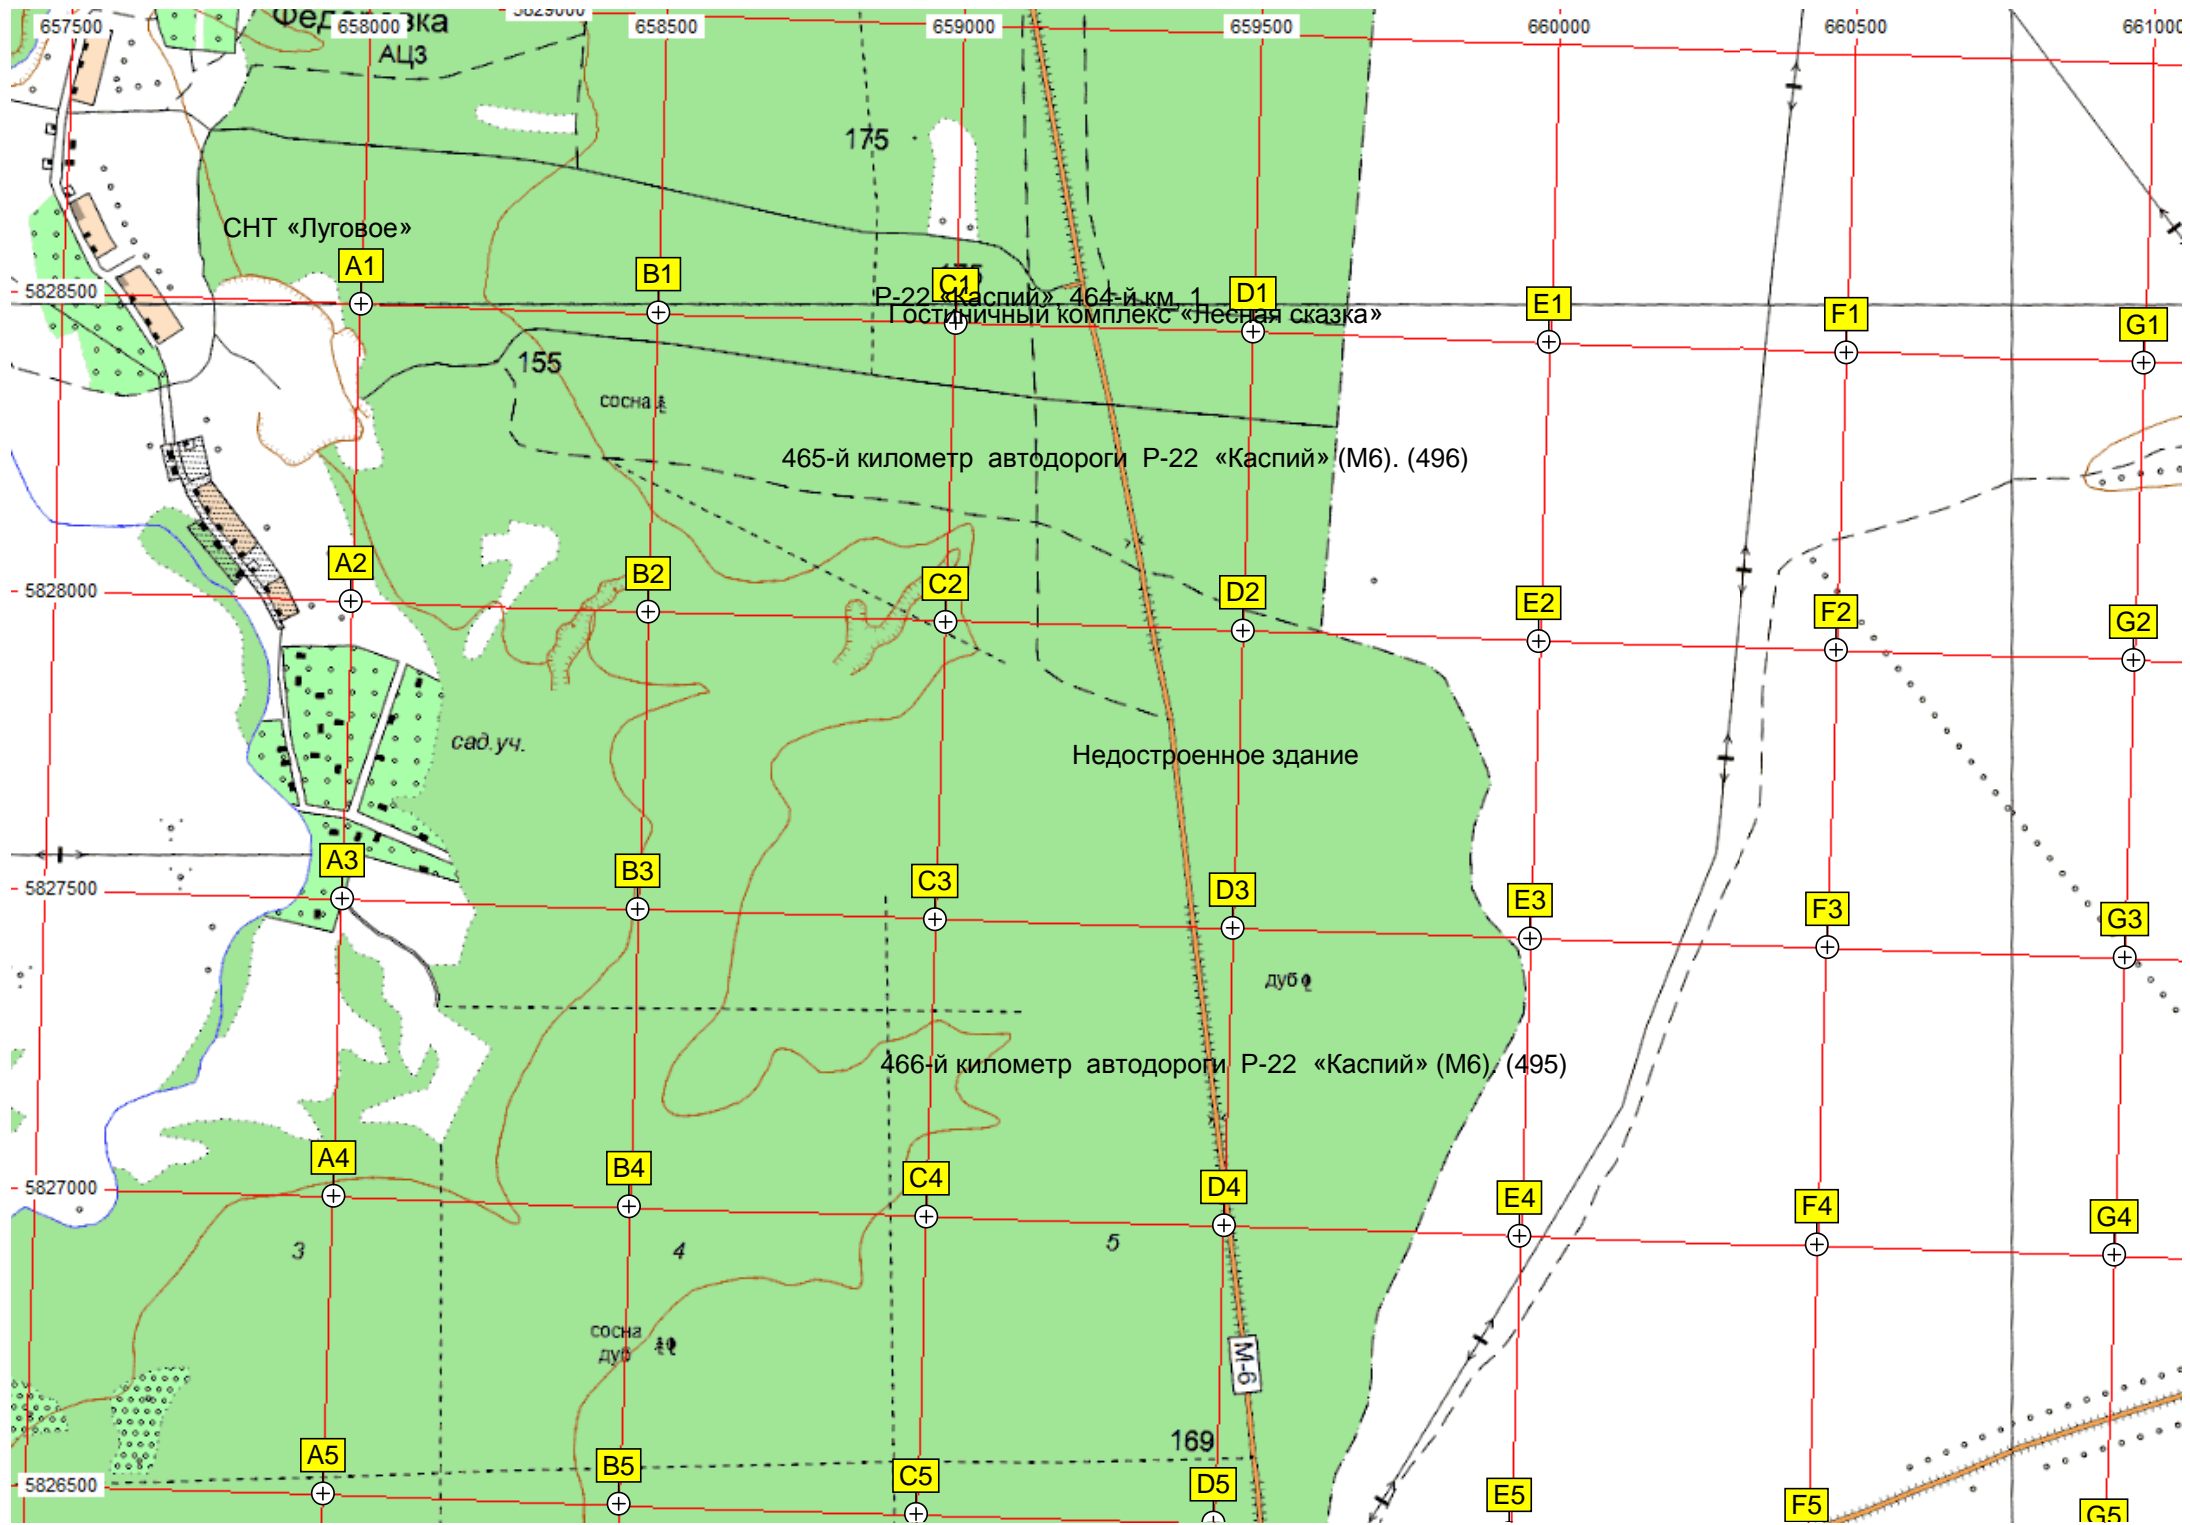 5829000
Федоровка
657500 658000 658500 659000 659500 660000 660500 661000
АЦЗ
175
СНТ «Луговое»
A1 B1 175 C1 D1 E1 F1 G1
5828500
Р-22 «Каспий», 464-й км, 1
Гостиничный комплекс «Лесная сказка»
155
сосна
465-й километр автодороги Р-22 «Каспий» (М6). (496)
A2 B2 C2 D2 E2 F2 G2
5828000
сад.уч.
Недостроенное здание
A3 B3 C3 D3 E3 F3 G3
5827500
дуб
466-й километр автодороги Р-22 «Каспий» (М6). (495)
A4 B4 C4 D4 E4 F4 G4
5827000
3 4 5
сосна
дуб
М-6
169
A5 B5 C5 D5 E5 F5 G5
5826500